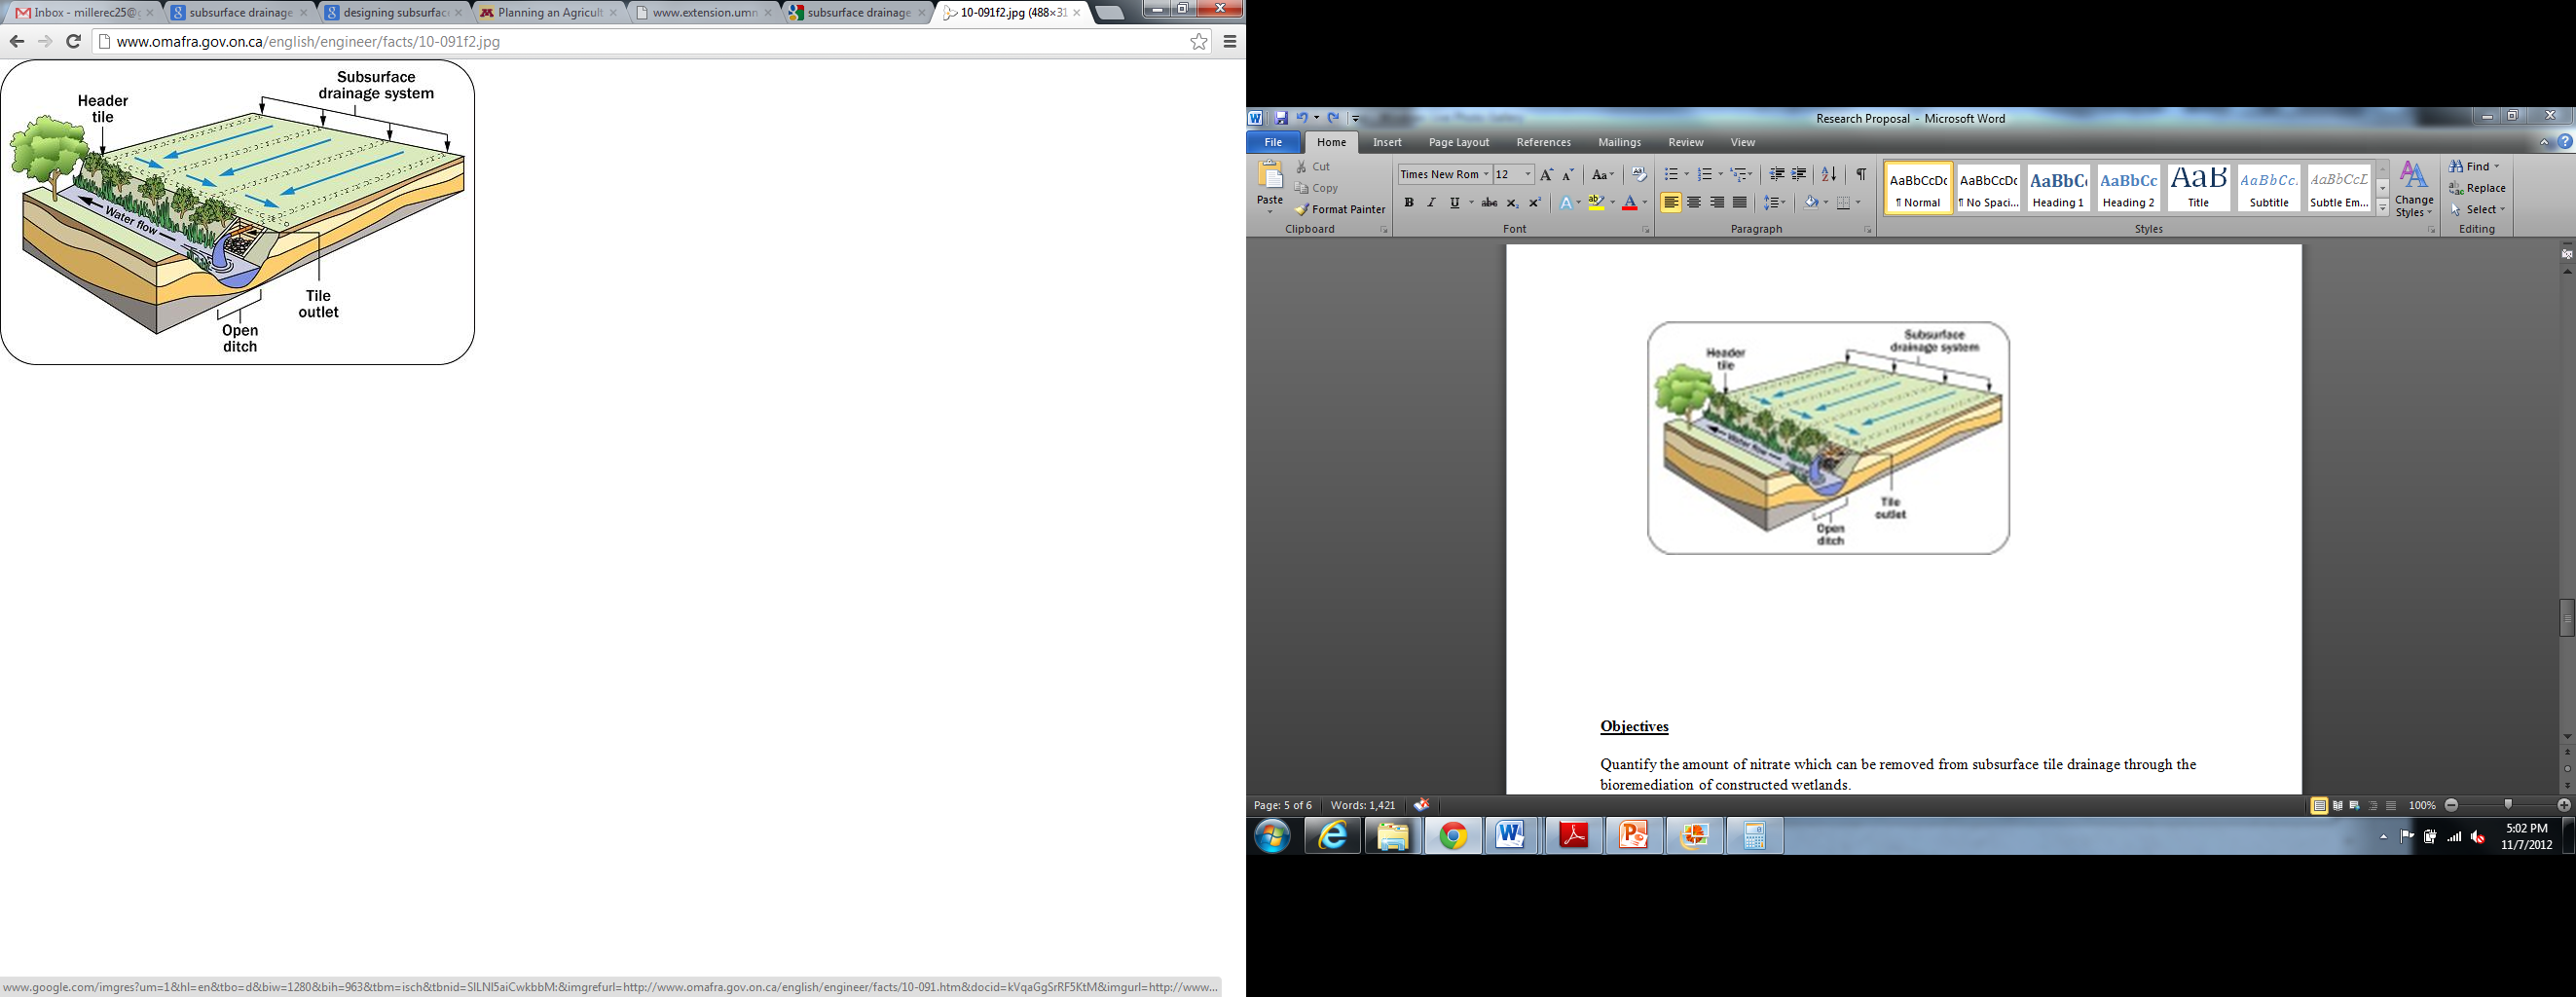 Inbox - millerec25@g
subsurface drainage
designing subsurfac
Planning an Agricult
www.extension.umn
subsurface drainage
10-091f2.jpg (488×31
www.omafra.gov.on.ca/english/engineer/facts/10-091f2.jpg
Subsurface
drainage system
Header
tile
Water flow
Tile
outlet
Open
ditch
www.google.com/imgres?um=1&hl=en&tbo=d&biw=1280&bih=963&tbm=isch&tbnid=SILNI5aiCwkbbM:&imgrefurl=http://www.omafra.gov.on.ca/english/engineer/facts/10-091.htm&docid=kVqaGgSrRF5KtM&imgurl=http://www...
Research Proposal - Microsoft Word
File Home Insert Page Layout References Mailings Review View
Paste
Cut
Copy
Format Painter
Clipboard
Times New Rom 12
Font
Paragraph
AaBbCcDc AaBbCcDc AaBbC AaBbCc AaB AaBbCc. AaBbCcL
¶ Normal ¶ No Spaci... Heading 1 Heading 2 Title Subtitle Subtle Em...
Styles
Change
Styles
Find
Replace
Select
Editing
Subsurface
drainage system
Header
tile
Water flow
Tile
outlet
Open
ditch
Objectives
Quantify the amount of nitrate which can be removed from subsurface tile drainage through the
bioremediation of constructed wetlands.
Page: 5 of 6 Words: 1,421 100%
5:02 PM
11/7/2012